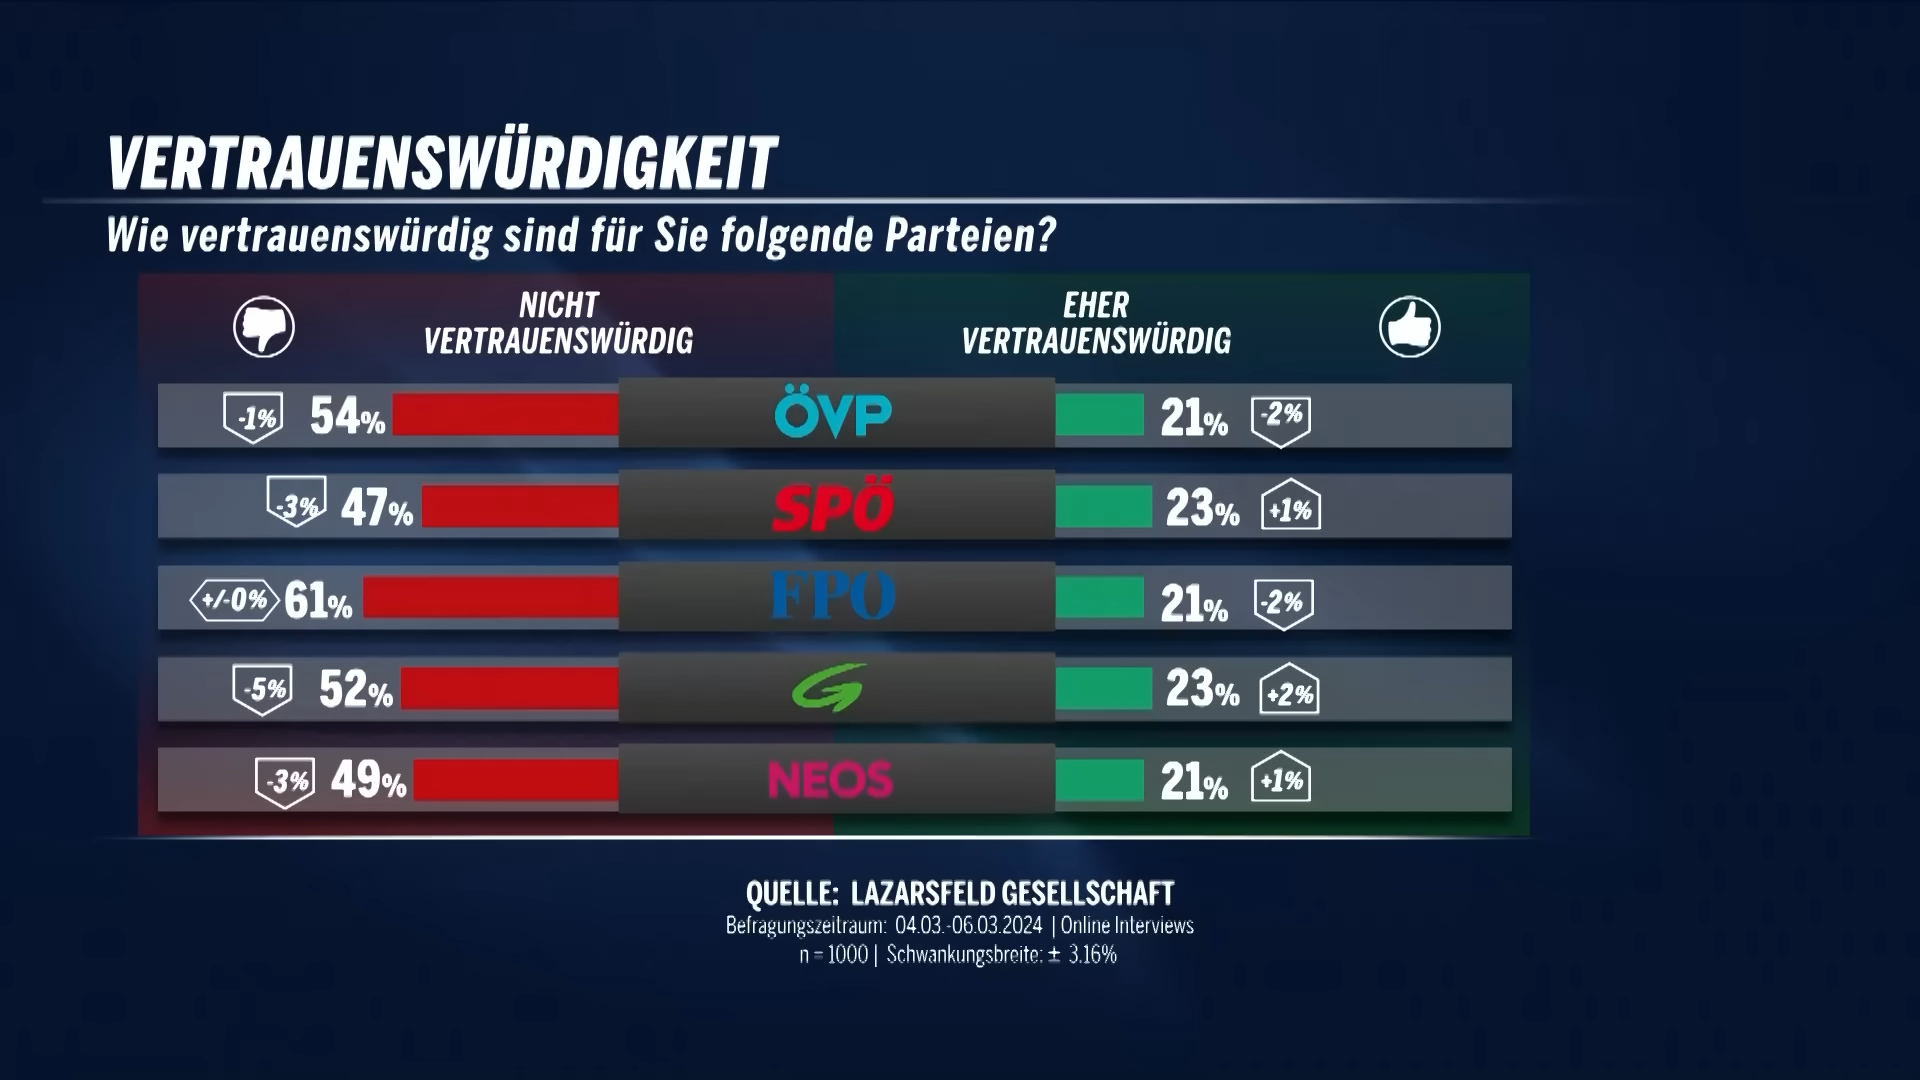 VERTRAUENSWÜRDIGKEIT
Wie vertrauenswürdig sind für Sie folgende Parteien?
NICHT
VERTRAUENSWÜRDIG
EHER
VERTRAUENSWÜRDIG
-1% 54% ÖVP 21% -2%
-3% 47% SPÖ 23% +1%
+/-0% 61% FPÖ 21% -2%
-5% 52% G 23% +2%
-3% 49% NEOS 21% +1%
QUELLE: LAZARSFELD GESELLSCHAFT
Befragungszeitraum: 04.03.-06.03.2024 | Online Interviews
n = 1000 | Schwankungsbreite: ± 3.16%